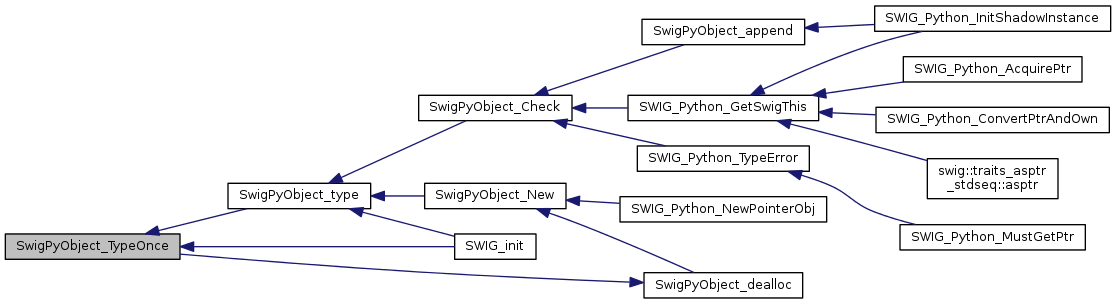 SwigPyObject_TypeOnce
SwigPyObject_type
SwigPyObject_Check
SwigPyObject_append
SWIG_Python_InitShadowInstance
SWIG_Python_GetSwigThis
SWIG_Python_AcquirePtr
SWIG_Python_ConvertPtrAndOwn
swig::traits_asptr
_stdseq::asptr
SWIG_Python_TypeError
SWIG_Python_MustGetPtr
SwigPyObject_New
SWIG_Python_NewPointerObj
SwigPyObject_dealloc
SWIG_init